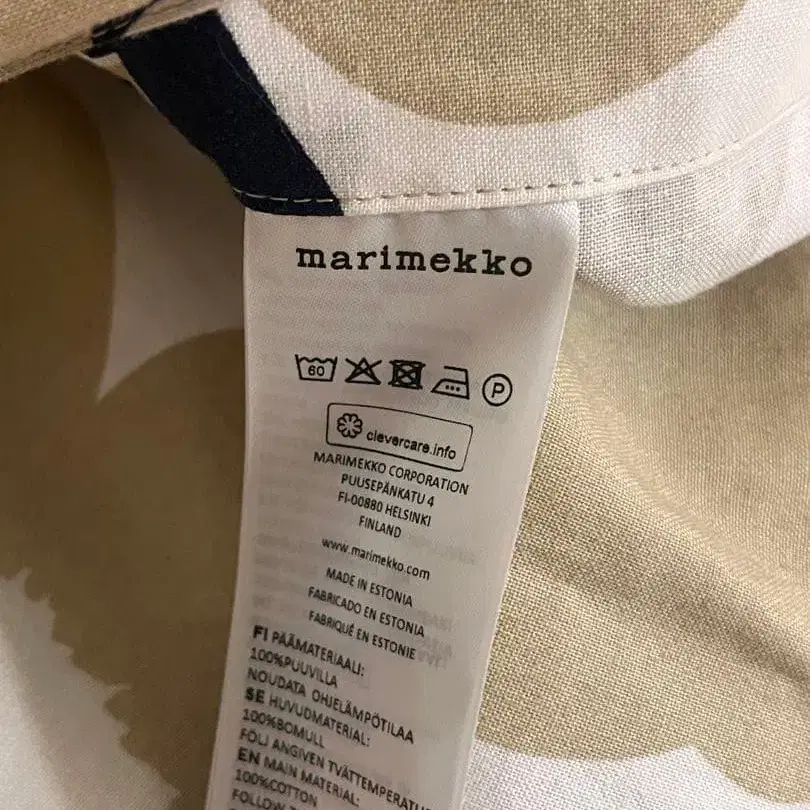 marimekko
60
P
clevercare.info
MARIMEKKO CORPORATION
PUUSEPÄNKATU 4
FI-00880 HELSINKI
FINLAND
www.marimekko.com
MADE IN ESTONIA
FABRICADO EN ESTONIA
FABRIQUÉ EN ESTONIE
FI PÄÄMATERIAALI:
100%PUUVILLA
NOUDATA OHJELÄMPÖTILAA
SE HUVUDMATERIAL:
100%BOMULL
FÖLJ ANGIVEN TVÄTTEMPERATU
EN MAIN MATERIAL:
100%COTTON
FOLLOW